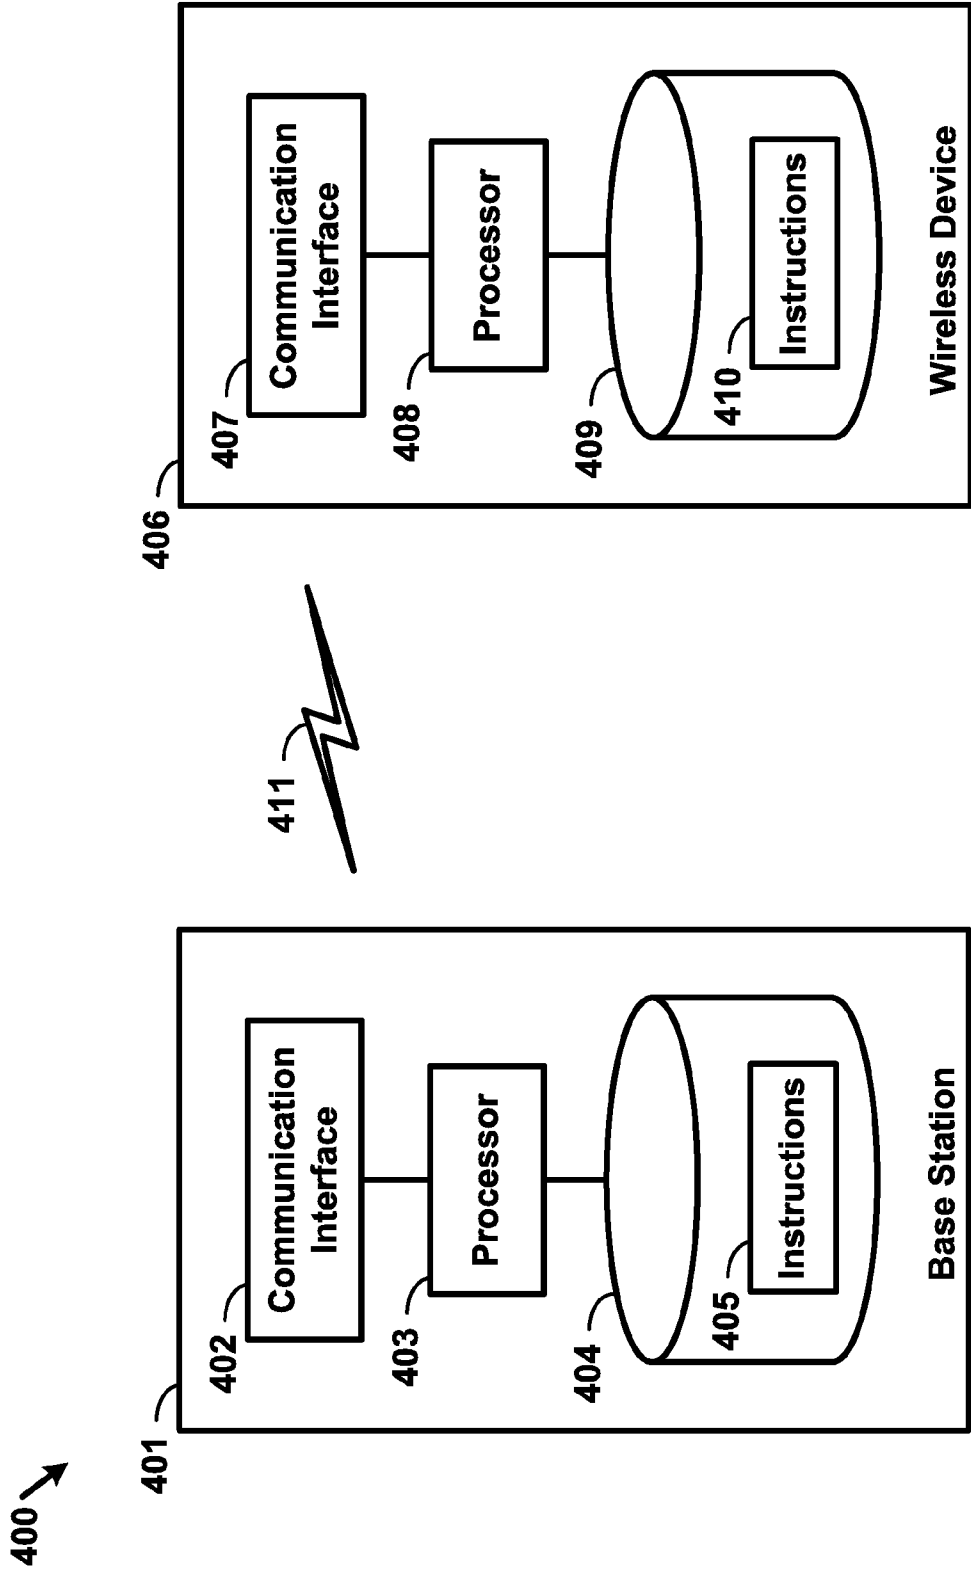 400
401
402
Communication
Interface
403
Processor
404
405
Instructions
Base Station
411
406
407
Communication
Interface
408
Processor
409
410
Instructions
Wireless Device